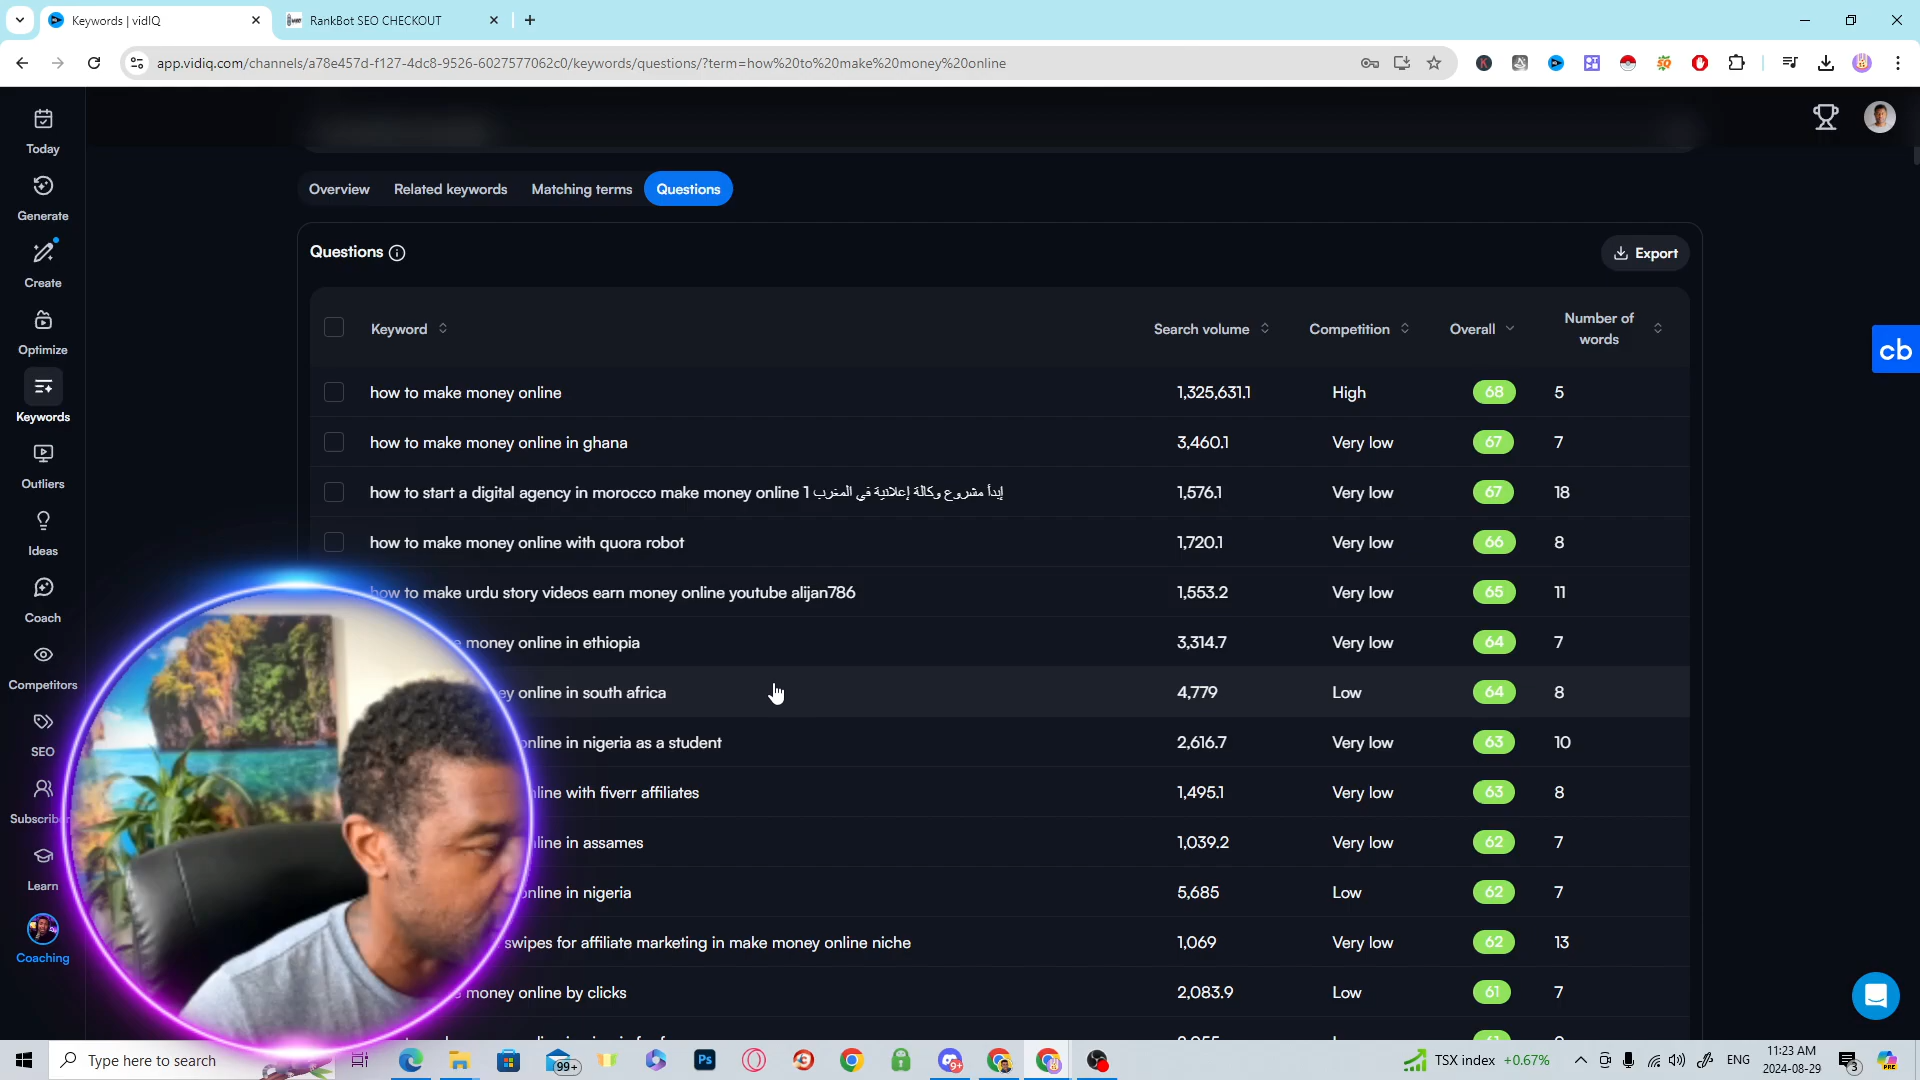 Keywords | vidIQ
RankBot SEO CHECKOUT
app.vidiq.com/channels/a78e457d-f127-4dc8-9526-6027577062c0/keywords/questions/?term=how%20to%20make%20money%20online
Today
Generate
Create
Optimize
Keywords
Outliers
Ideas
Coach
Competitors
SEO
Learn
Coaching
Overview Related keywords Matching terms Questions
Questions
Export
Keyword Search volume Competition Overall Number of words
how to make money online 1,325,631.1 High 68 5
how to make money online in ghana 3,460.1 Very low 67 7
how to start a digital agency in morocco make money online 1 إبدأ مشروع وكالة إعلانية في المغرب 1,576.1 Very low 67 18
how to make money online with quora robot 1,720.1 Very low 66 8
how to make urdu story videos earn money online youtube alijan786 1,553.2 Very low 65 11
money online in ethiopia 3,314.7 Very low 64 7
online in south africa 4,779 Low 64 8
online in nigeria as a student 2,616.7 Very low 63 10
with fiverr affiliates 1,495.1 Very low 63 8
in assames 1,039.2 Very low 62 7
online in nigeria 5,685 Low 62 7
swipes for affiliate marketing in make money online niche 1,069 Very low 62 13
money online by clicks 2,083.9 Low 61 7
cb
Type here to search
99+
Ps
9+
TSX index +0.67%
ENG
11:23 AM
2024-08-29
3
PRE